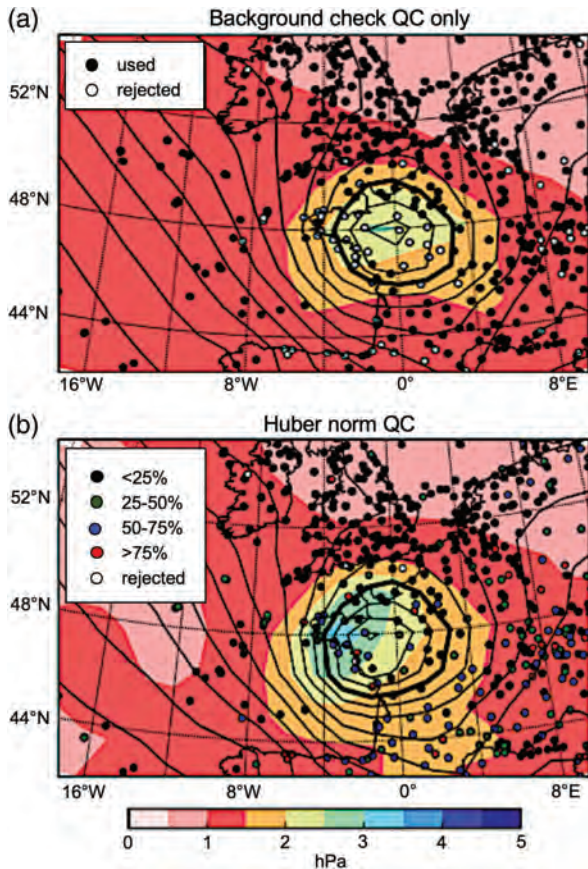 (a)
Background check QC only
used
rejected
52°N
48°N
44°N
16°W
8°W
0°
8°E
(b)
Huber norm QC
<25%
25-50%
50-75%
>75%
rejected
52°N
48°N
44°N
16°W
8°W
0°
8°E
0 1 2 3 4 5
hPa